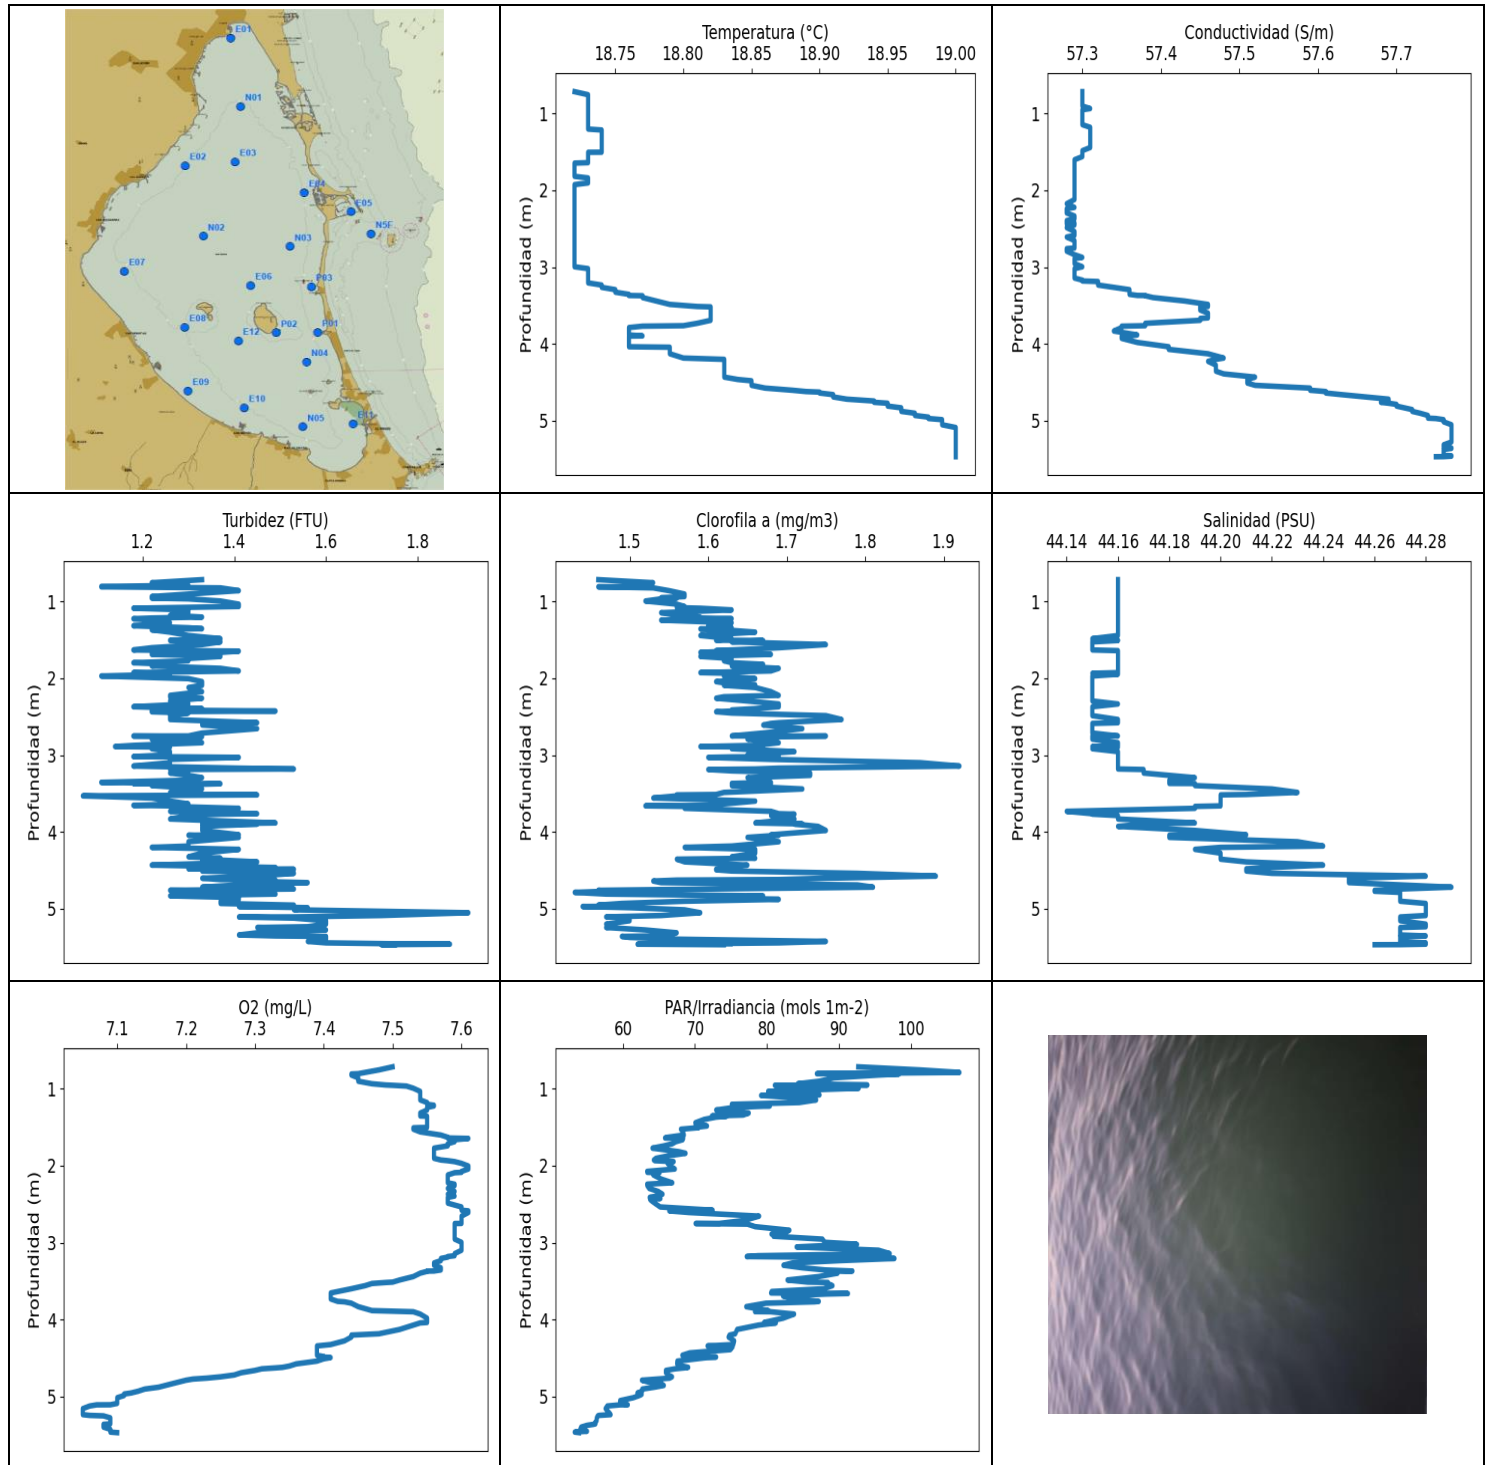 E01
N01
E02
E03
E04
E05
N5F
N02
N03
E07
E06
P03
E08
E12
P02
P01
N04
E09
E10
N05
E11
Temperatura (°C)
18.75 18.80 18.85 18.90 18.95 19.00
Profundidad (m)
1
2
3
4
5
Conductividad (S/m)
57.3 57.4 57.5 57.6 57.7
Profundidad (m)
1
2
3
4
5
Turbidez (FTU)
1.2 1.4 1.6 1.8
Profundidad (m)
1
2
3
4
5
Clorofila a (mg/m3)
1.5 1.6 1.7 1.8 1.9
Profundidad (m)
1
2
3
4
5
Salinidad (PSU)
44.14 44.16 44.18 44.20 44.22 44.24 44.26 44.28
Profundidad (m)
1
2
3
4
5
O2 (mg/L)
7.1 7.2 7.3 7.4 7.5 7.6
Profundidad (m)
1
2
3
4
5
PAR/Irradiancia (mols 1m-2)
60 70 80 90 100
Profundidad (m)
1
2
3
4
5